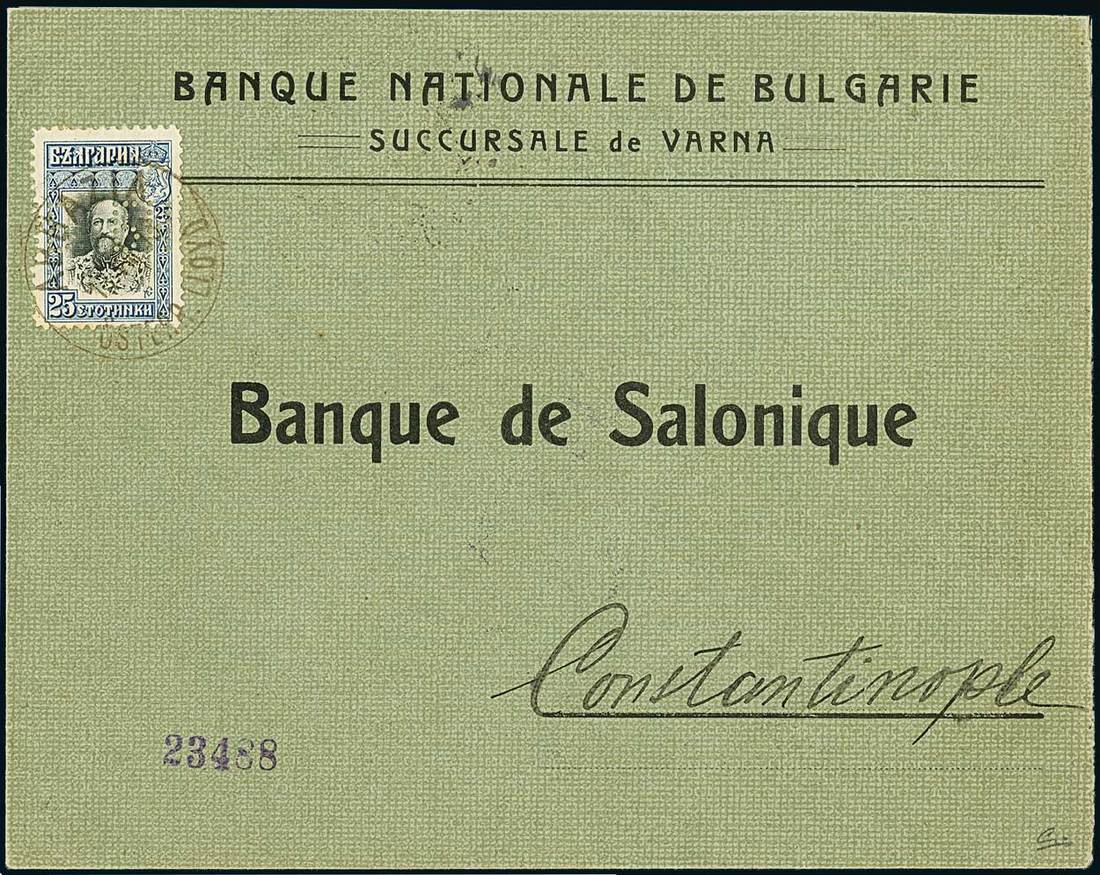 BANQUE NATIONALE DE BULGARIE
SUCCURSALE de VARNA
БЪЛГАРИЯ
25
25 СТОТИНКИ
Banque de Salonique
Constantinople
23488